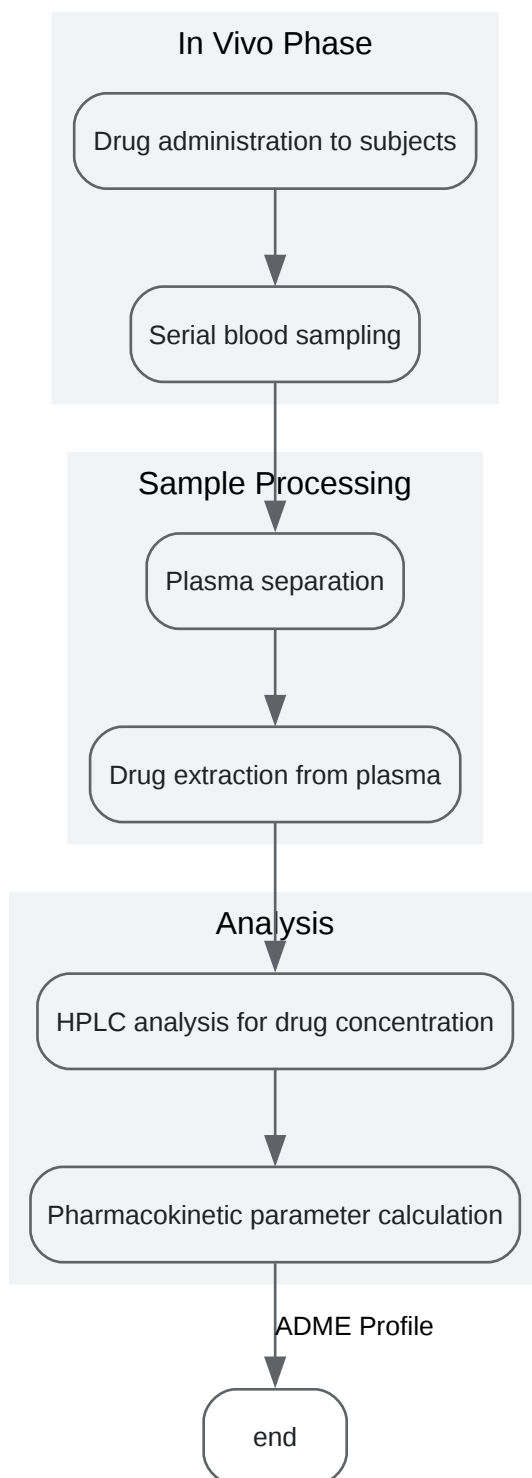 In Vivo Phase
Drug administration to subjects
Serial blood sampling
Sample Processing
Plasma separation
Drug extraction from plasma
Analysis
HPLC analysis for drug concentration
Pharmacokinetic parameter calculation
ADME Profile
end